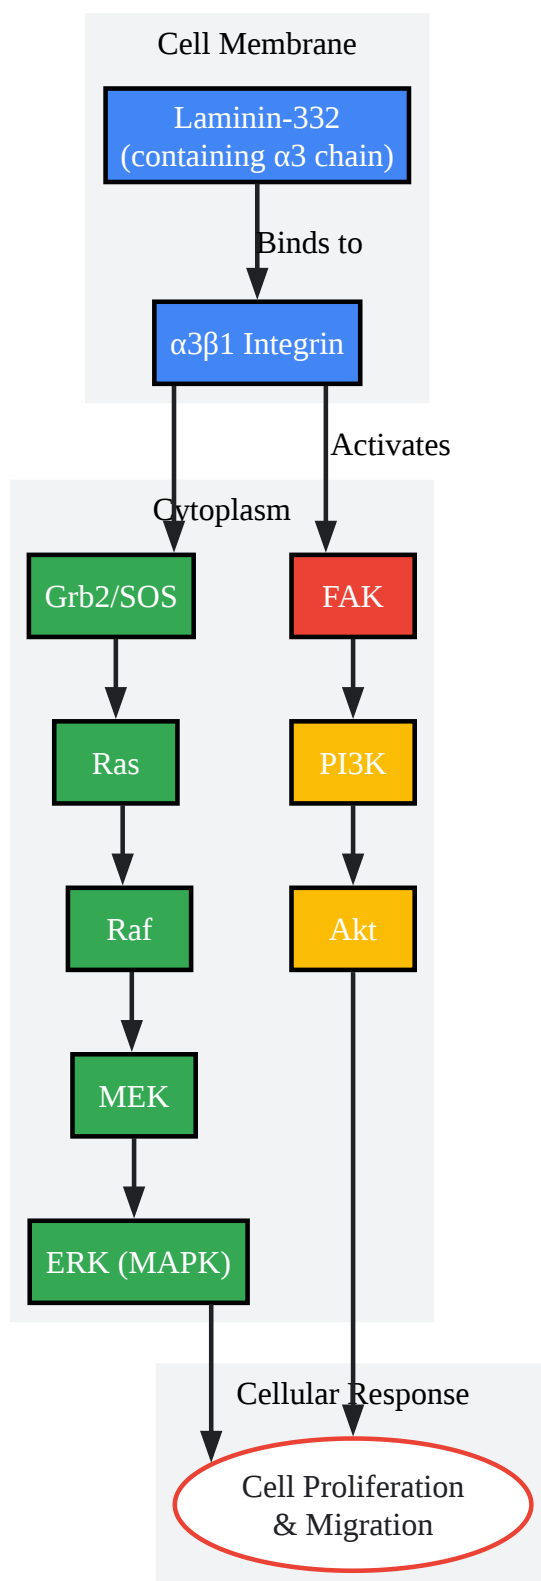 Cell Membrane
Laminin-332
(containing α3 chain)
Binds to
α3β1 Integrin
Activates
Cytoplasm
Grb2/SOS
FAK
Ras
PI3K
Raf
Akt
MEK
ERK (MAPK)
Cellular Response
Cell Proliferation
& Migration